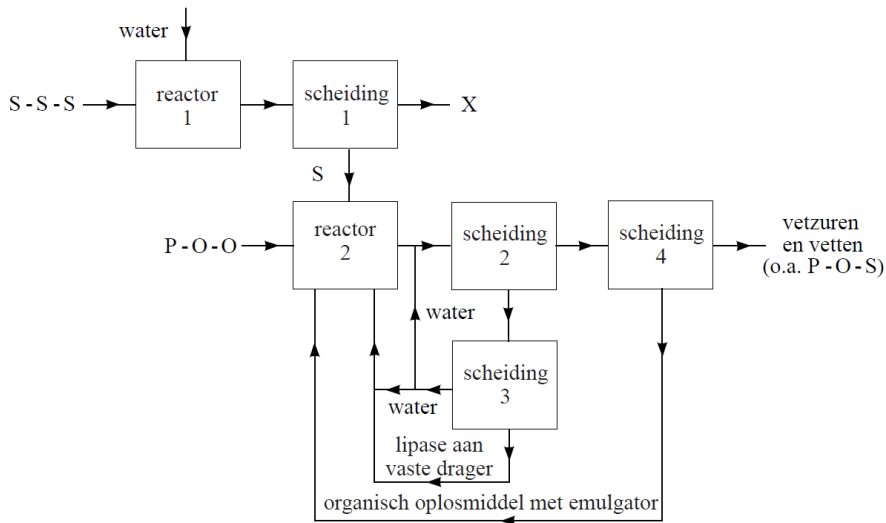 water
S - S - S
reactor
1
scheiding
1
X
S
P - O - O
reactor
2
scheiding
2
scheiding
4
vetzuren
en vetten
(o.a. P - O - S)
water
scheiding
3
water
lipase aan
vaste drager
organisch oplosmiddel met emulgator